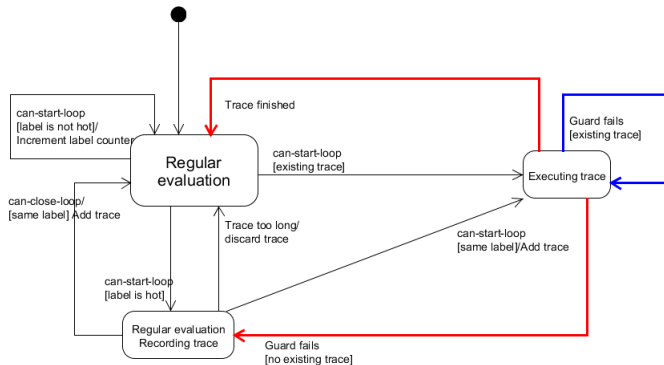 Trace finished
Guard fails
[existing trace]
can-start-loop
[label is not hot]/
Increment label counter
Regular
evaluation
can-start-loop
[existing trace]
Executing trace
can-close-loop/
[same label] Add trace
Trace too long/
discard trace
can-start-loop
[same label]/Add trace
can-start-loop
[label is hot]
Regular evaluation
Recording trace
Guard fails
[no existing trace]